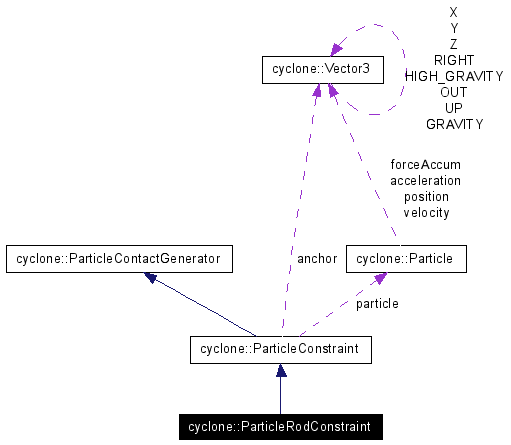 X
Y
Z
RIGHT
HIGH_GRAVITY
OUT
UP
GRAVITY
cyclone::Vector3
forceAccum
acceleration
position
velocity
cyclone::ParticleContactGenerator
anchor
cyclone::Particle
particle
cyclone::ParticleConstraint
cyclone::ParticleRodConstraint